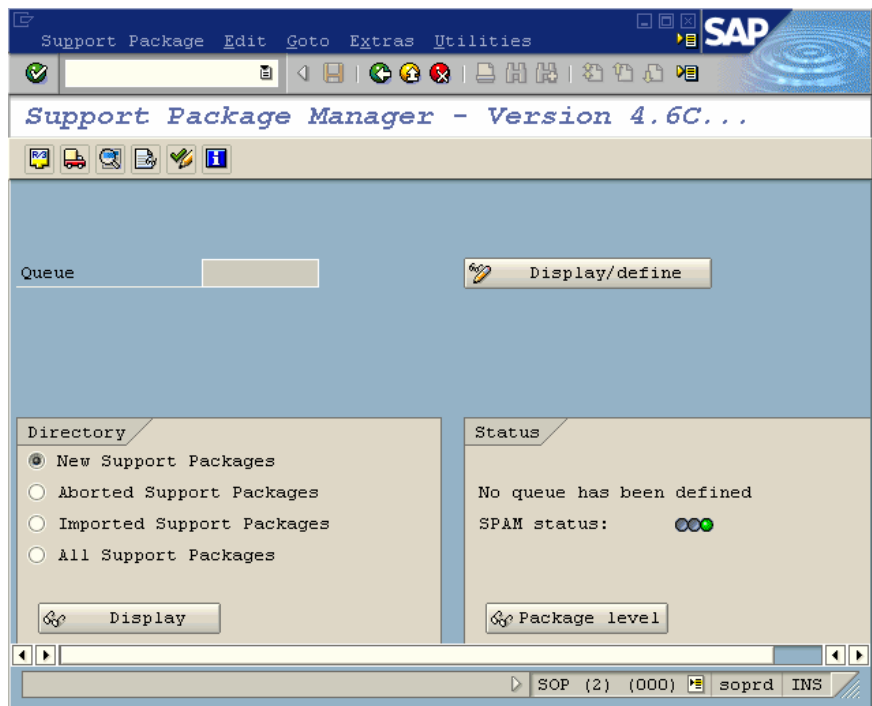 Support Package Edit Goto Extras Utilities
SAP
Support Package Manager - Version 4.6C...
Queue
Display/define
Directory
New Support Packages
Aborted Support Packages
Imported Support Packages
All Support Packages
Display
Status
No queue has been defined
SPAM status:
Package level
SOP (2) (000) soprd INS